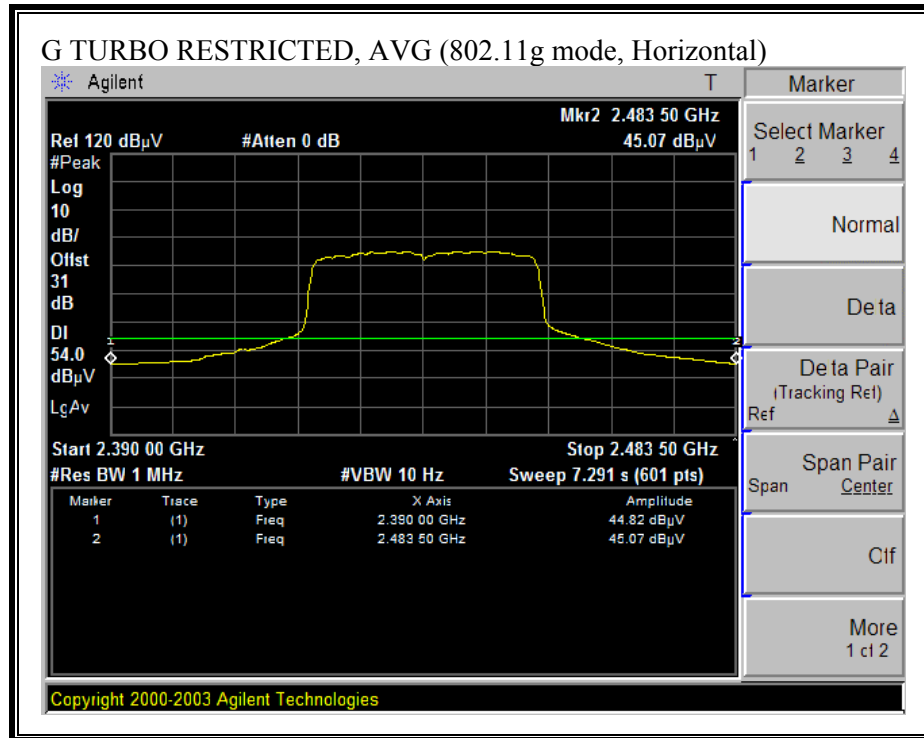 G TURBO RESTRICTED, AVG (802.11g mode, Horizontal)
Agilent T
Mkr2 2.483 50 GHz
Ref 120 dBµV #Atten 0 dB 45.07 dBµV
#Peak
Log
10
dB/
Offst
31
dB
DI
54.0
dBµV
LgAv
1
2
Start 2.390 00 GHz Stop 2.483 50 GHz
#Res BW 1 MHz #VBW 10 Hz Sweep 7.291 s (601 pts)
Marker Trace Type X Axis Amplitude
1 (1) Freq 2.390 00 GHz 44.82 dBµV
2 (1) Freq 2.483 50 GHz 45.07 dBµV
Copyright 2000-2003 Agilent Technologies
Marker
Select Marker
1 2 3 4
Normal
Delta
Delta Pair
(Tracking Ref)
Ref Δ
Span Pair
Span Center
Off
More
1 of 2